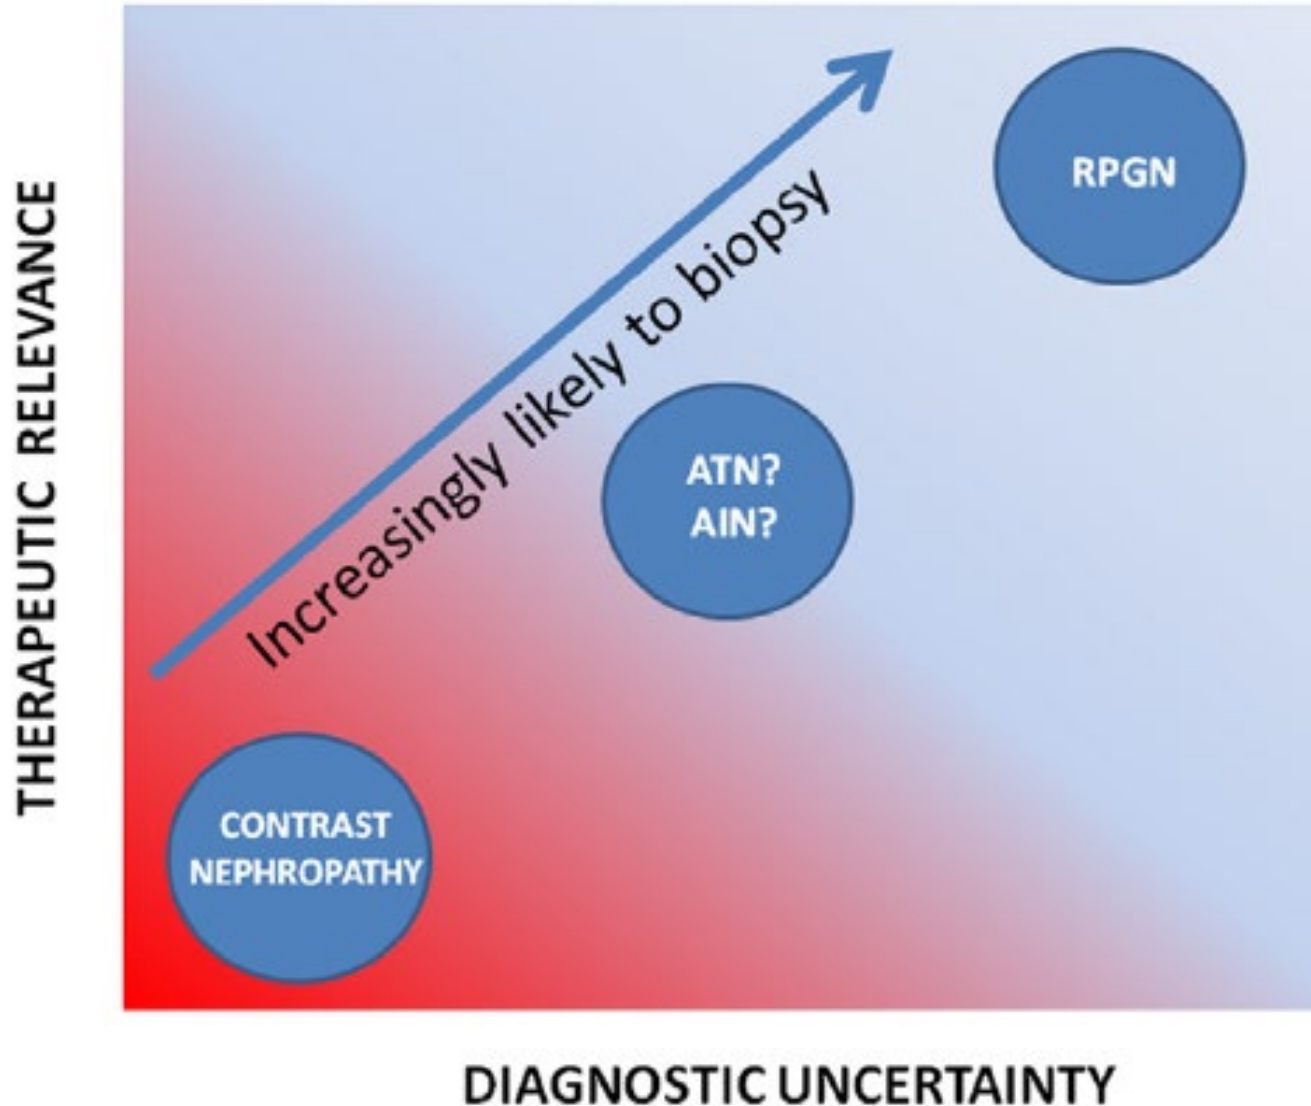 THERAPEUTIC RELEVANCE
RPGN
Increasingly likely to biopsy
ATN?
AIN?
CONTRAST
NEPHROPATHY
DIAGNOSTIC UNCERTAINTY